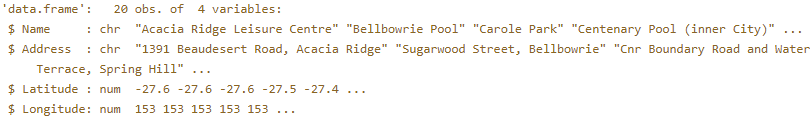 'data.frame':   20 obs. of  4 variables:
 $ Name     : chr  "Acacia Ridge Leisure Centre" "Bellbowrie Pool" "Carole Park" "Centenary Pool (inner City)" ...
 $ Address  : chr  "1391 Beaudesert Road, Acacia Ridge" "Sugarwood Street, Bellbowrie" "Cnr Boundary Road and Water
    Terrace, Spring Hill" ...
 $ Latitude : num  -27.6 -27.6 -27.6 -27.5 -27.4 ...
 $ Longitude: num  153 153 153 153 153 ...